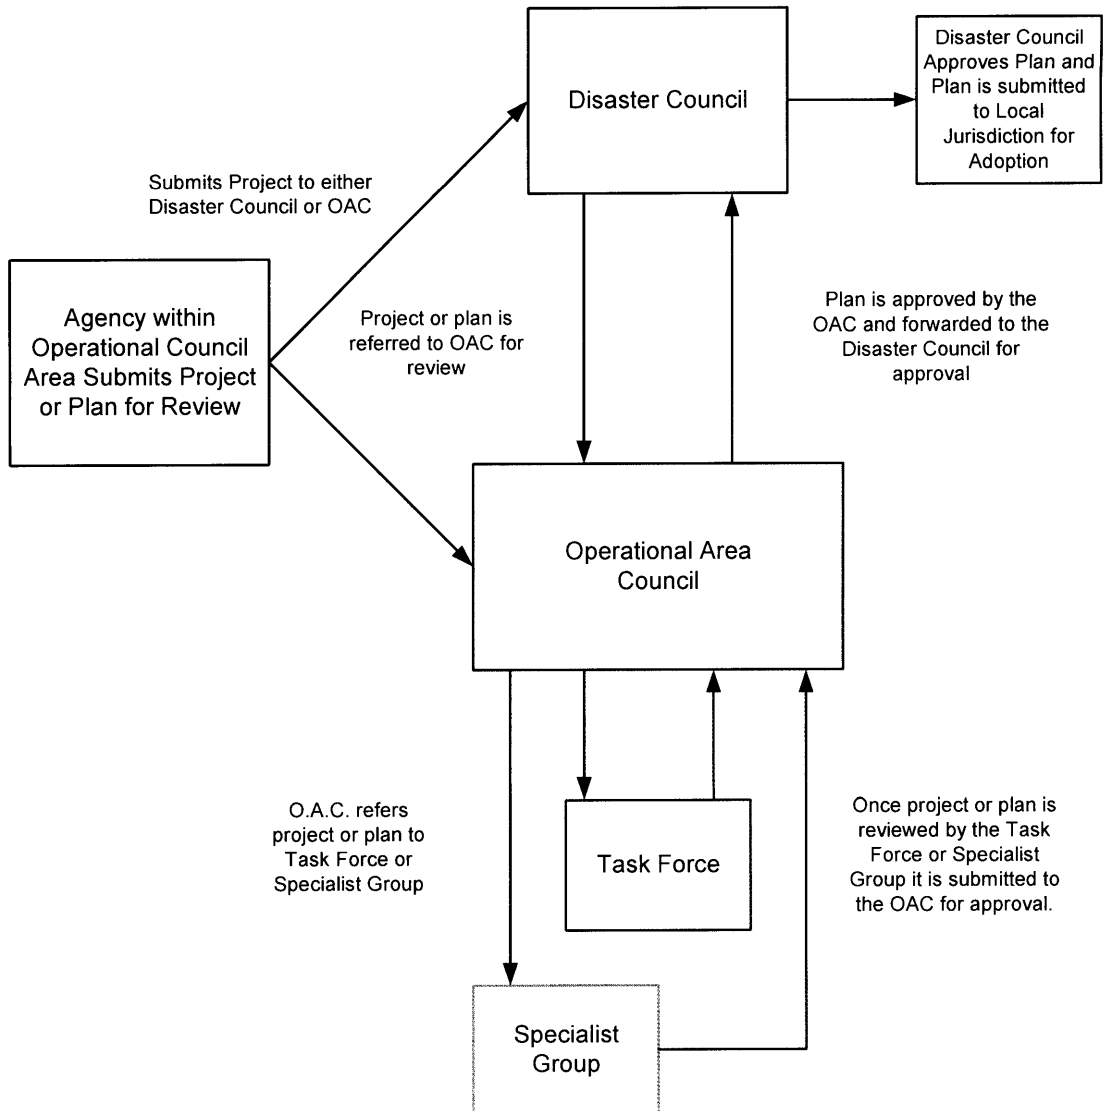 Disaster Council
Disaster Council
Approves Plan and
Plan is submitted
to Local
Jurisdiction for
Adoption
Submits Project to either
Disaster Council or OAC
Agency within
Operational Council
Area Submits Project
or Plan for Review
Project or plan is
referred to OAC for
review
Plan is approved by the
OAC and forwarded to the
Disaster Council for
approval
Operational Area
Council
O.A.C. refers
project or plan to
Task Force or
Specialist Group
Task Force
Once project or plan is
reviewed by the Task
Force or Specialist
Group it is submitted to
the OAC for approval.
Specialist
Group